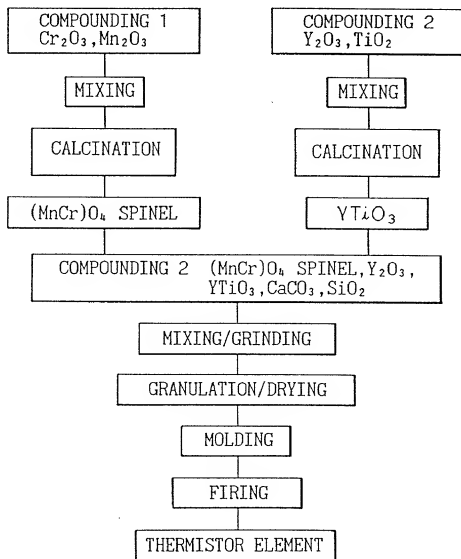 COMPOUNDING 1
Cr₂O₃,Mn₂O₃
MIXING
CALCINATION
(MnCr)O₄ SPINEL
COMPOUNDING 2
Y₂O₃,TiO₂
MIXING
CALCINATION
YTiO₃
COMPOUNDING 2 (MnCr)O₄ SPINEL,Y₂O₃,
YTiO₃,CaCO₃,SiO₂
MIXING/GRINDING
GRANULATION/DRYING
MOLDING
FIRING
THERMISTOR ELEMENT